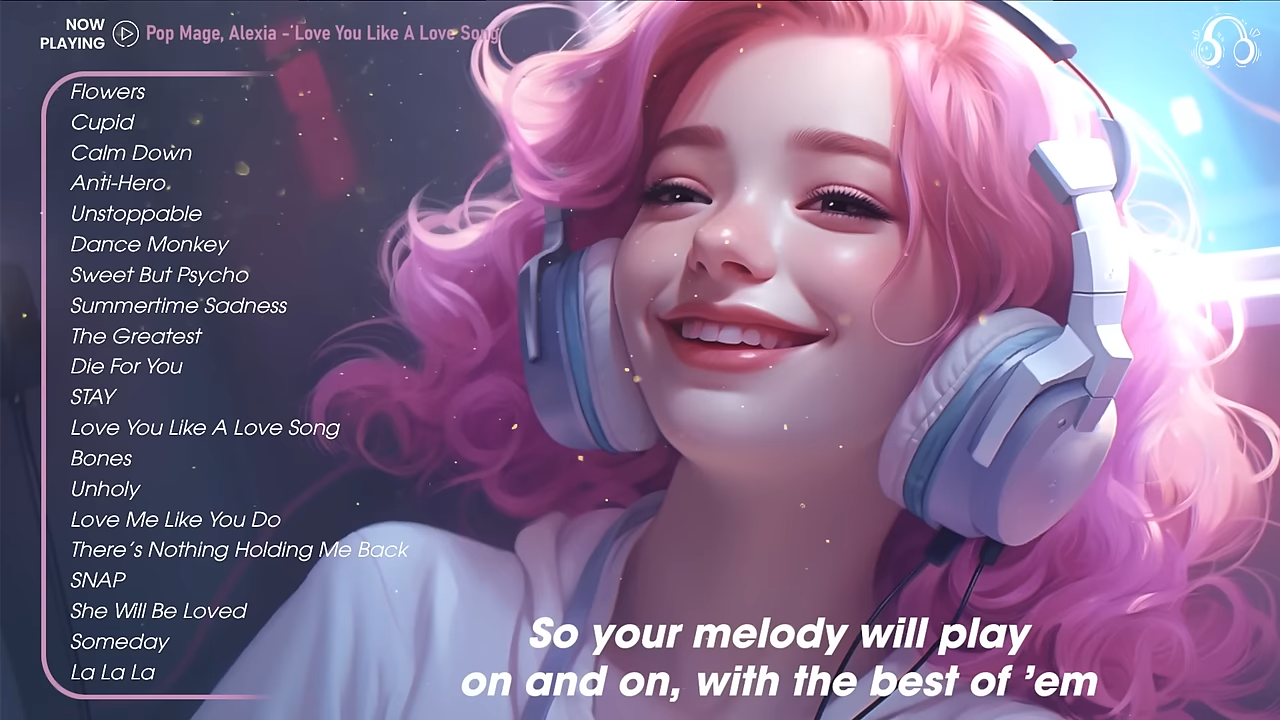 NOW
PLAYING
Pop Mage, Alexia - Love You Like A Love Song
Flowers
Cupid
Calm Down
Anti-Hero
Unstoppable
Dance Monkey
Sweet But Psycho
Summertime Sadness
The Greatest
Die For You
STAY
Love You Like A Love Song
Bones
Unholy
Love Me Like You Do
There's Nothing Holding Me Back
SNAP
She Will Be Loved
Someday
La La La
So your melody will play
on and on, with the best of 'em